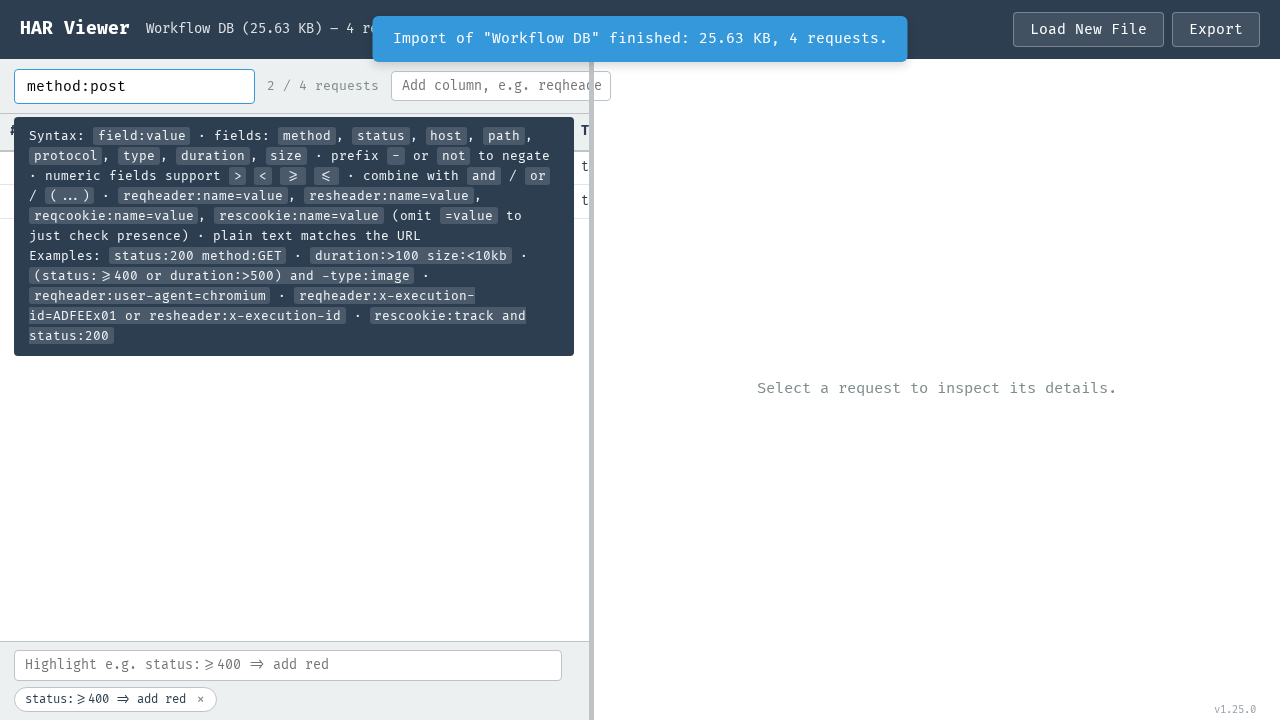 HAR Viewer
Workflow DB (25.63 KB) — 4
Import of "Workflow DB" finished: 25.63 KB, 4 requests.
Load New File
Export
method:post
2 / 4 requests
Add column, e.g. reqheade
Syntax: field:value · fields: method, status, host, path,
protocol, type, duration, size · prefix - or not to negate
· numeric fields support > < >= <= · combine with and / or
/ (...) · reqheader:name=value, resheader:name=value,
reqcookie:name=value, rescookie:name=value (omit =value to
just check presence) · plain text matches the URL
Examples: status:200 method:GET · duration:>100 size:<10kb ·
(status:>=400 or duration:>500) and -type:image ·
reqheader:user-agent=chromium · reqheader:x-execution-
id=ADFEEx01 or resheader:x-execution-id · rescookie:track and
status:200
T
t
t
Select a request to inspect its details.
Highlight e.g. status:>=400 => add red
status:>=400 => add red ×
v1.25.0